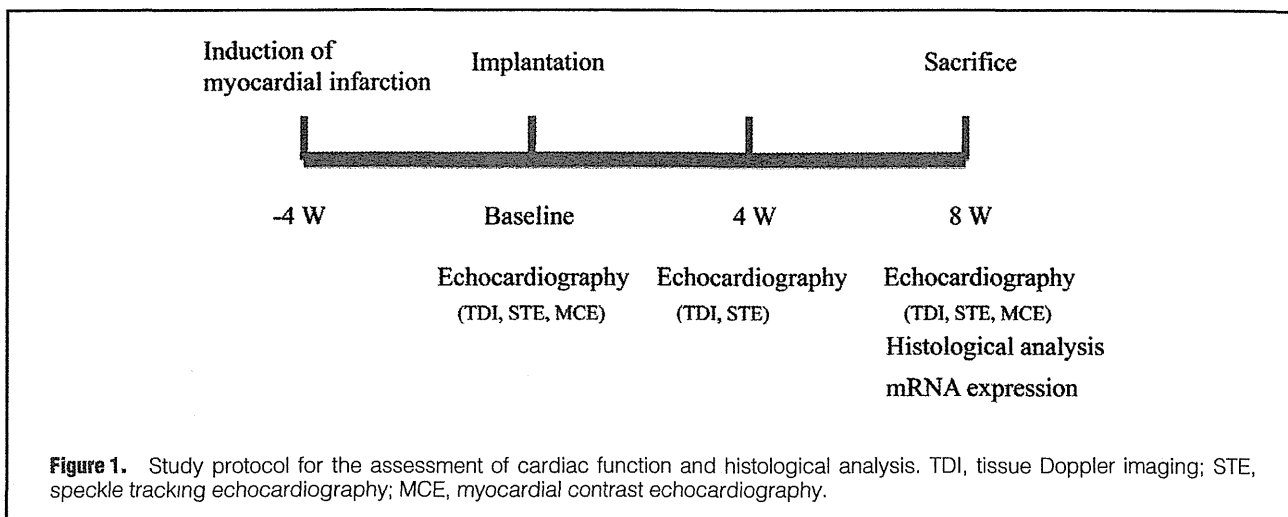 Induction of
myocardial infarction
Implantation
Sacrifice
-4 W
Baseline
4 W
8 W
Echocardiography
Echocardiography
Echocardiography
(TDI, STE, MCE)
(TDI, STE)
(TDI, STE, MCE)
Histological analysis
mRNA expression
Figure 1. Study protocol for the assessment of cardiac function and histological analysis. TDI, tissue Doppler imaging; STE,
speckle tracking echocardiography; MCE, myocardial contrast echocardiography.